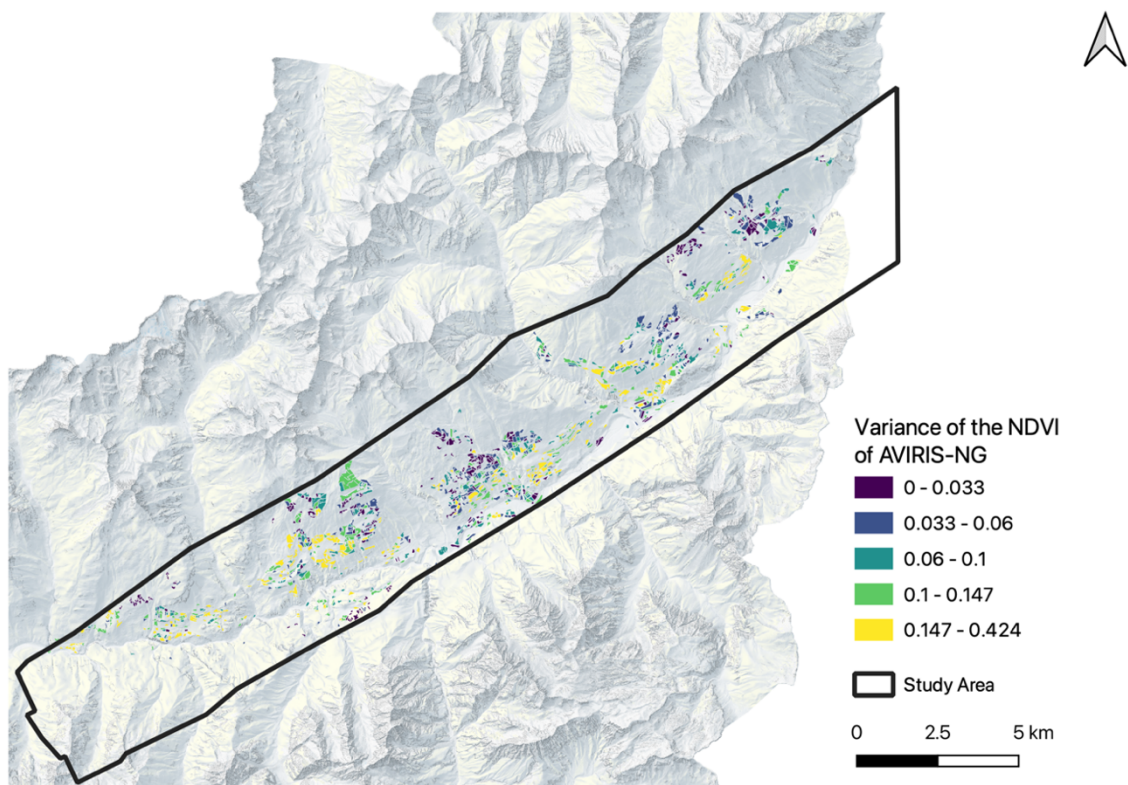 Variance of the NDVI
of AVIRIS-NG
0 - 0.033
0.033 - 0.06
0.06 - 0.1
0.1 - 0.147
0.147 - 0.424
Study Area
0 2.5 5 km